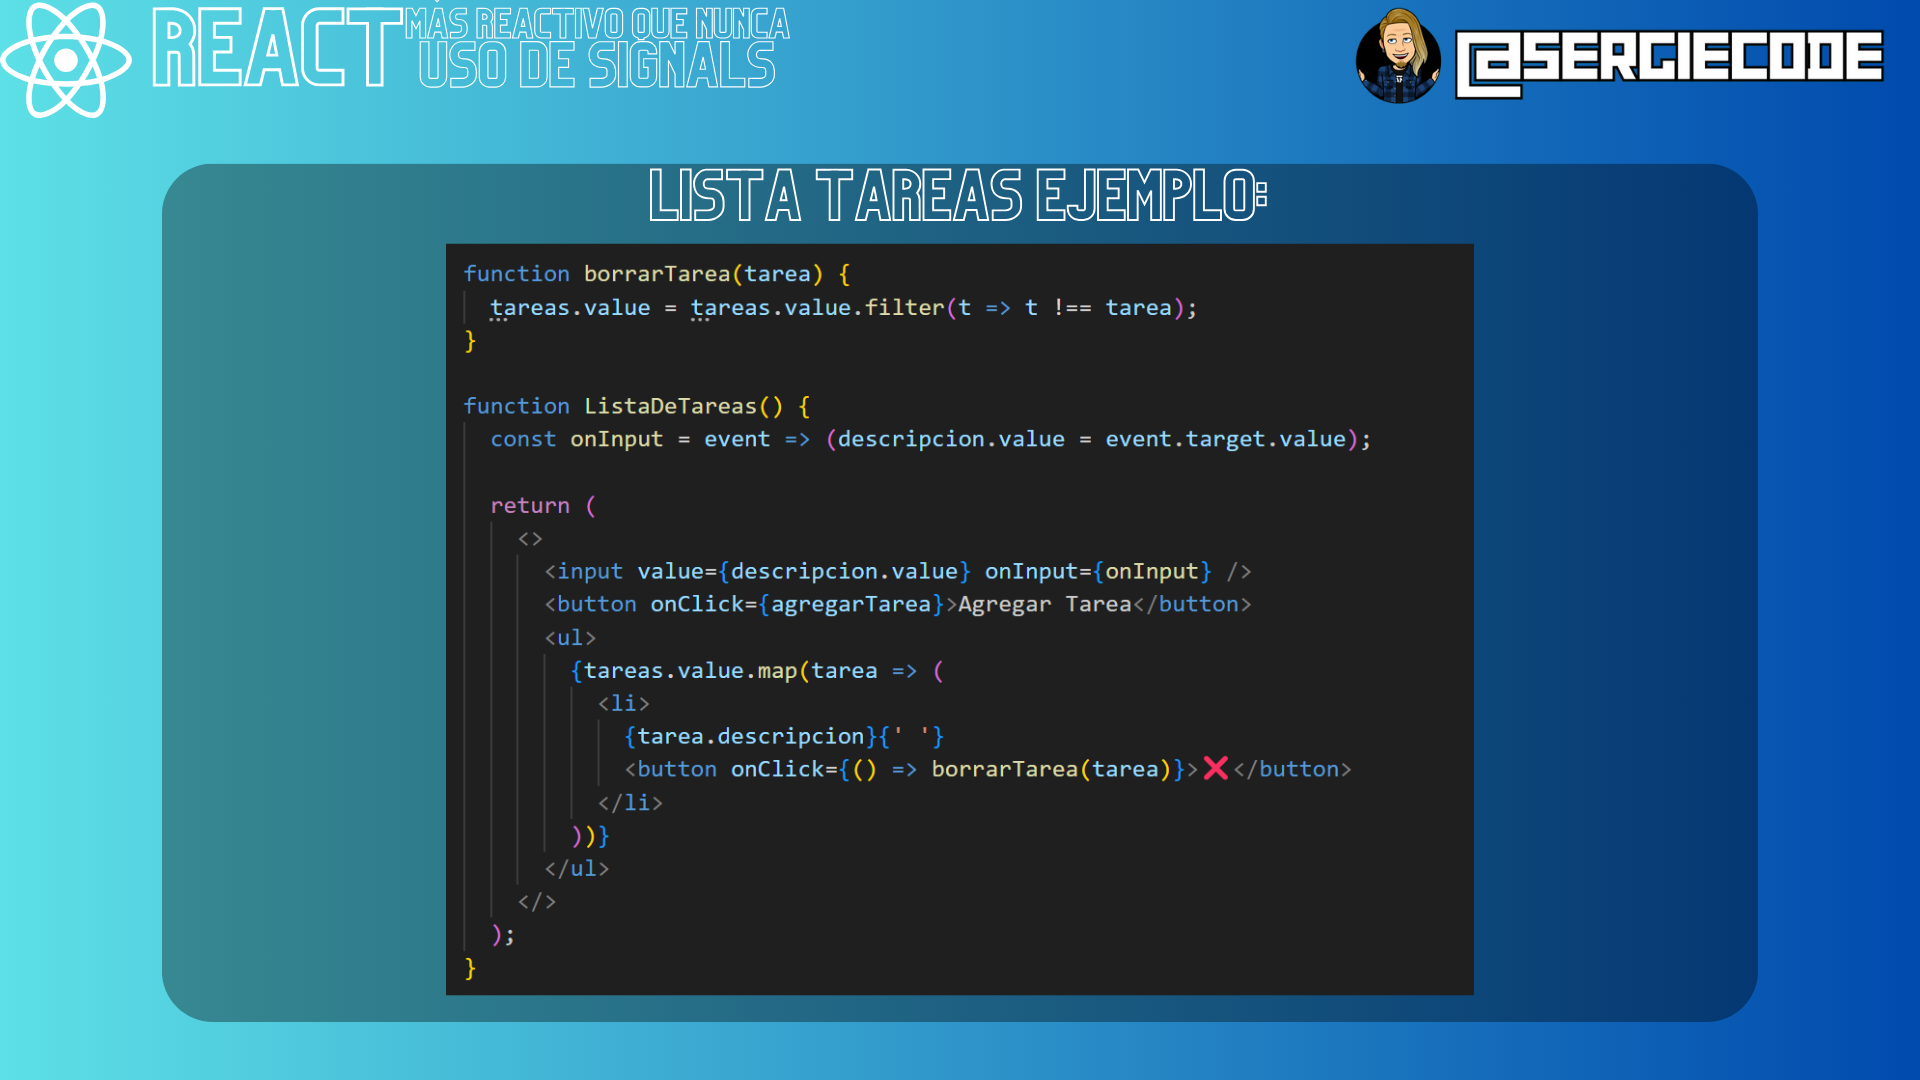 REACT
MÁS REACTIVO QUE NUNCA
USO DE SIGNALS
@SERGIECODE
LISTA TAREAS EJEMPLO:
function borrarTarea(tarea) {
  tareas.value = tareas.value.filter(t => t !== tarea);
}
function ListaDeTareas() {
  const onInput = event => (descripcion.value = event.target.value);
  return (
    <>
      <input value={descripcion.value} onInput={onInput} />
      <button onClick={agregarTarea}>Agregar Tarea</button>
      <ul>
        {tareas.value.map(tarea => (
          <li>
            {tarea.descripcion}{' '}
            <button onClick={() => borrarTarea(tarea)}>❌</button>
          </li>
        ))}
      </ul>
    </>
  );
}